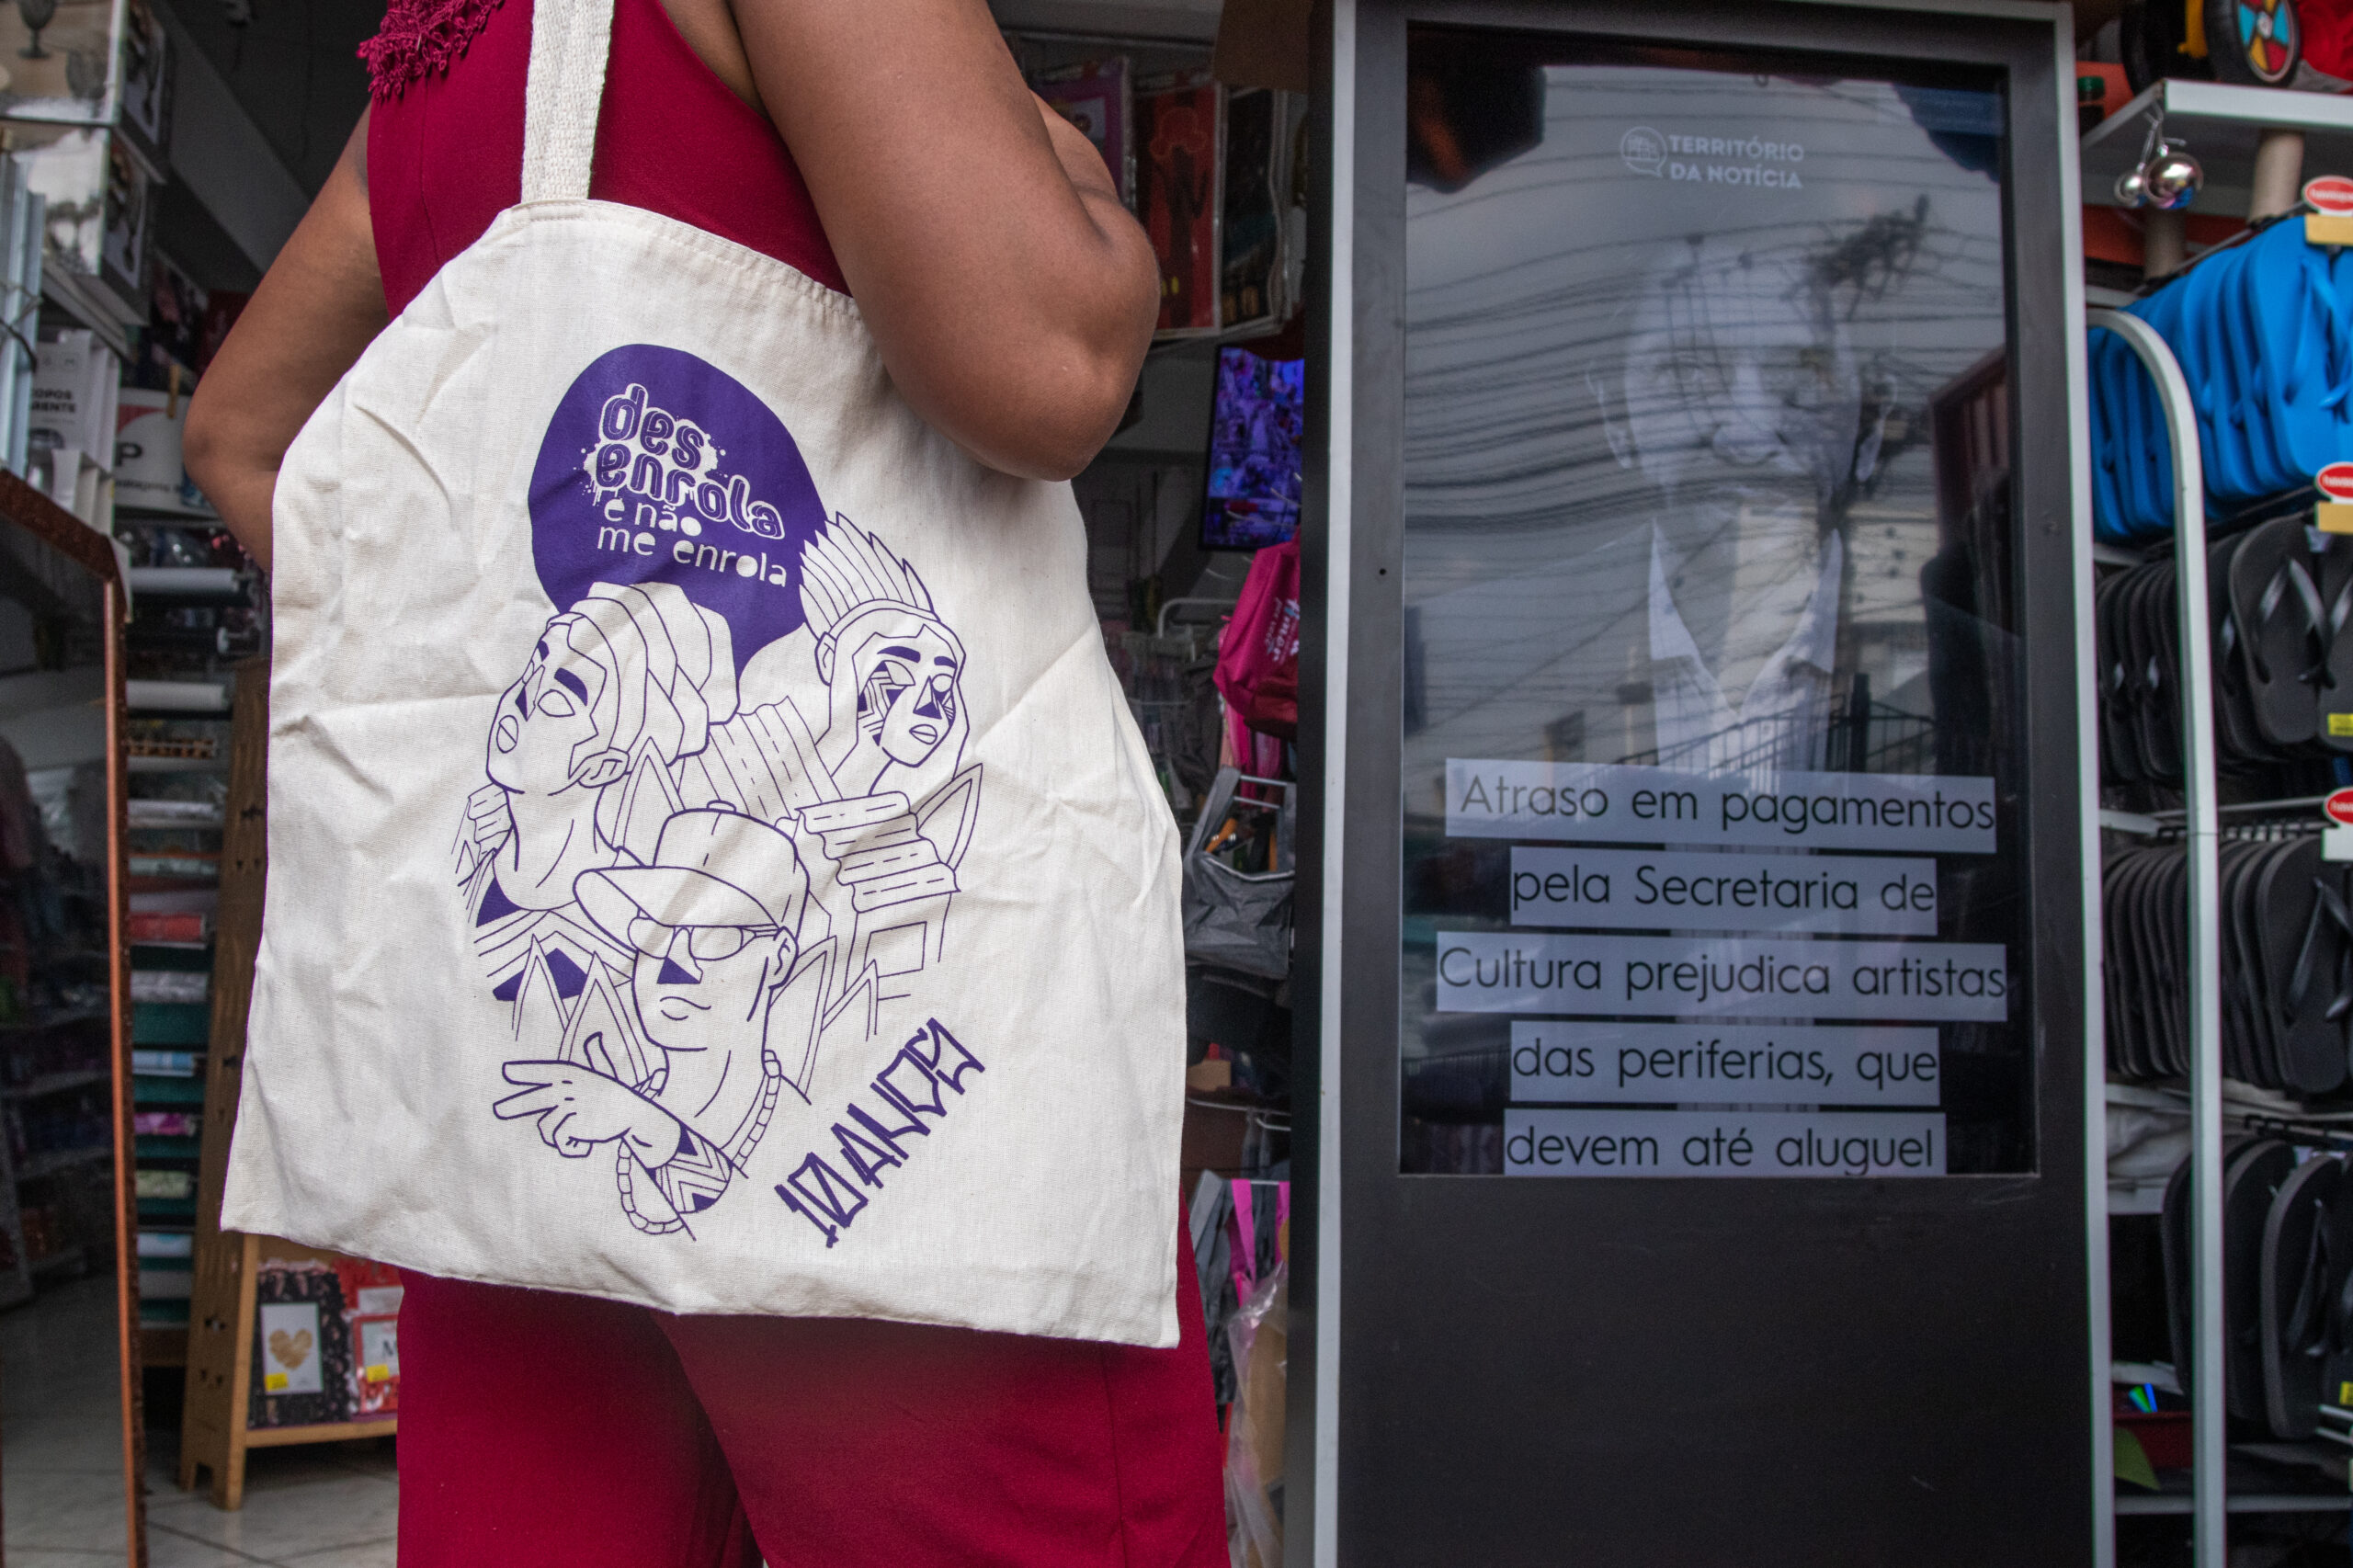 des
enrola
e não
me enrola
10 ANOS
TERRITÓRIO
DA NOTÍCIA
Atraso em pagamentos
pela Secretaria de
Cultura prejudica artistas
das periferias, que
devem até aluguel